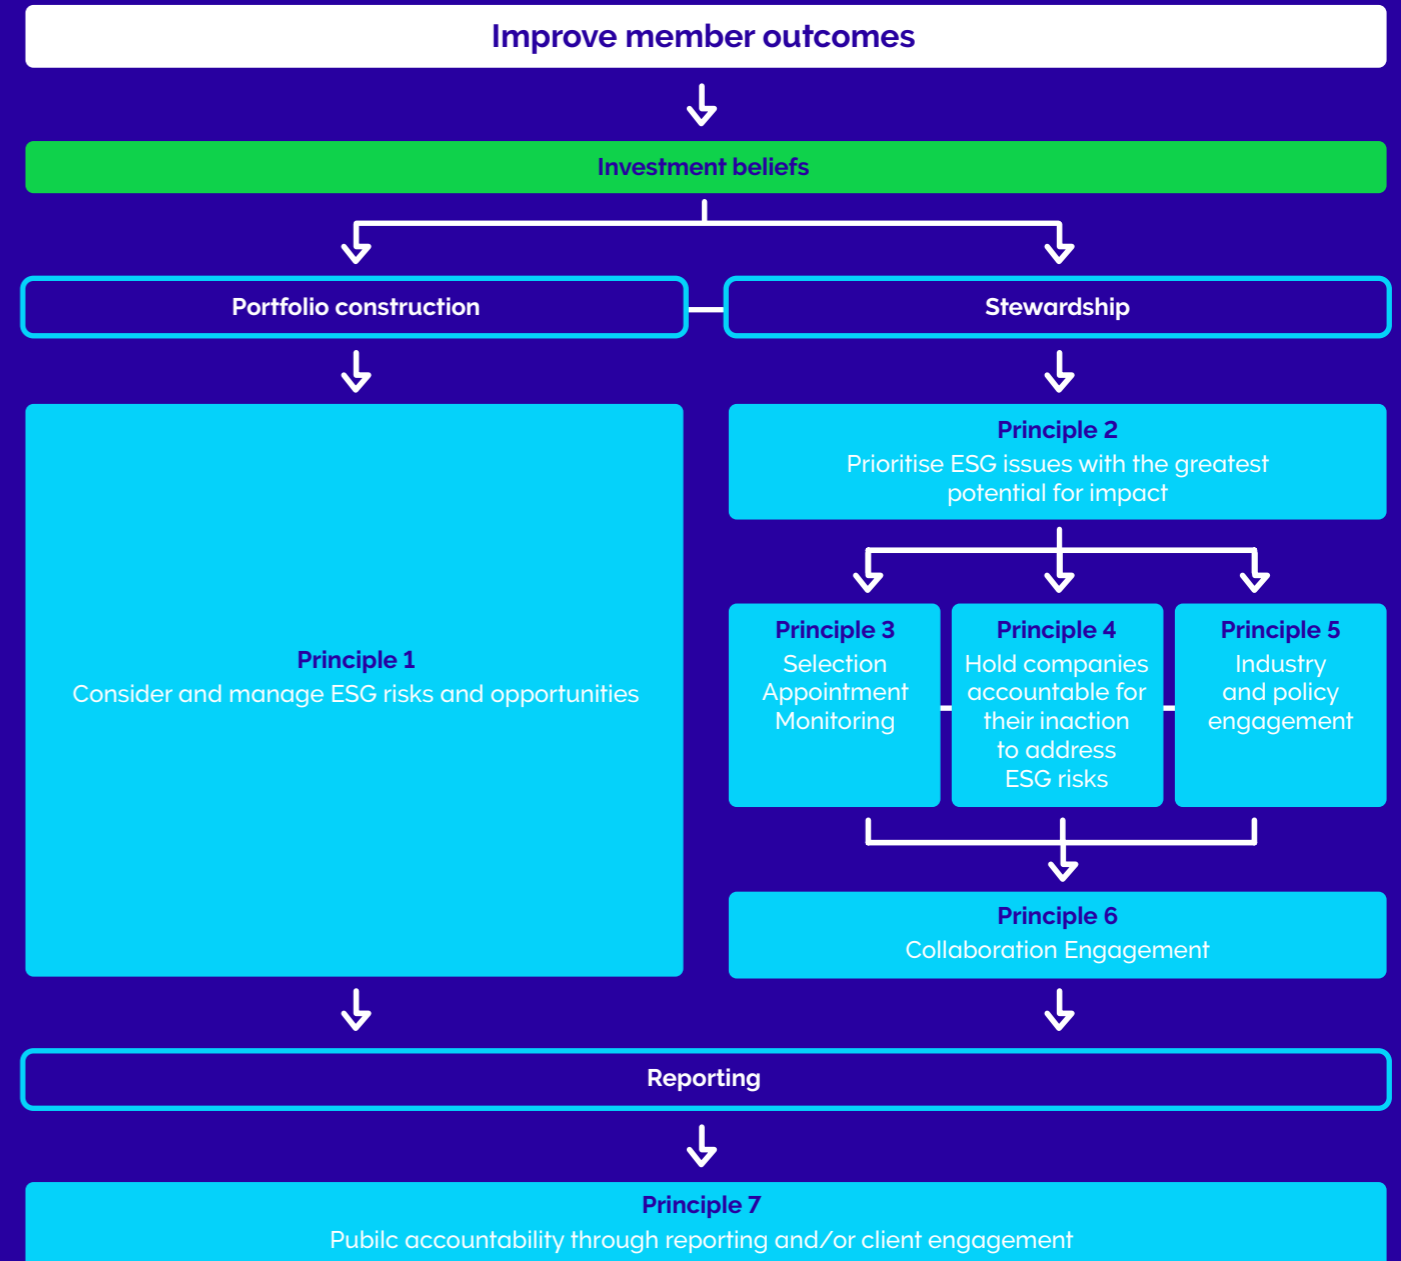 Improve member outcomes
Investment beliefs
Portfolio construction
Stewardship
Principle 1
Consider and manage ESG risks and opportunities
Principle 2
Prioritise ESG issues with the greatest
potential for impact
Principle 3
Selection
Appointment
Monitoring
Principle 4
Hold companies
accountable for
their inaction
to address
ESG risks
Principle 5
Industry
and policy
engagement
Principle 6
Collaboration Engagement
Reporting
Principle 7
Pubilc accountability through reporting and/or client engagement